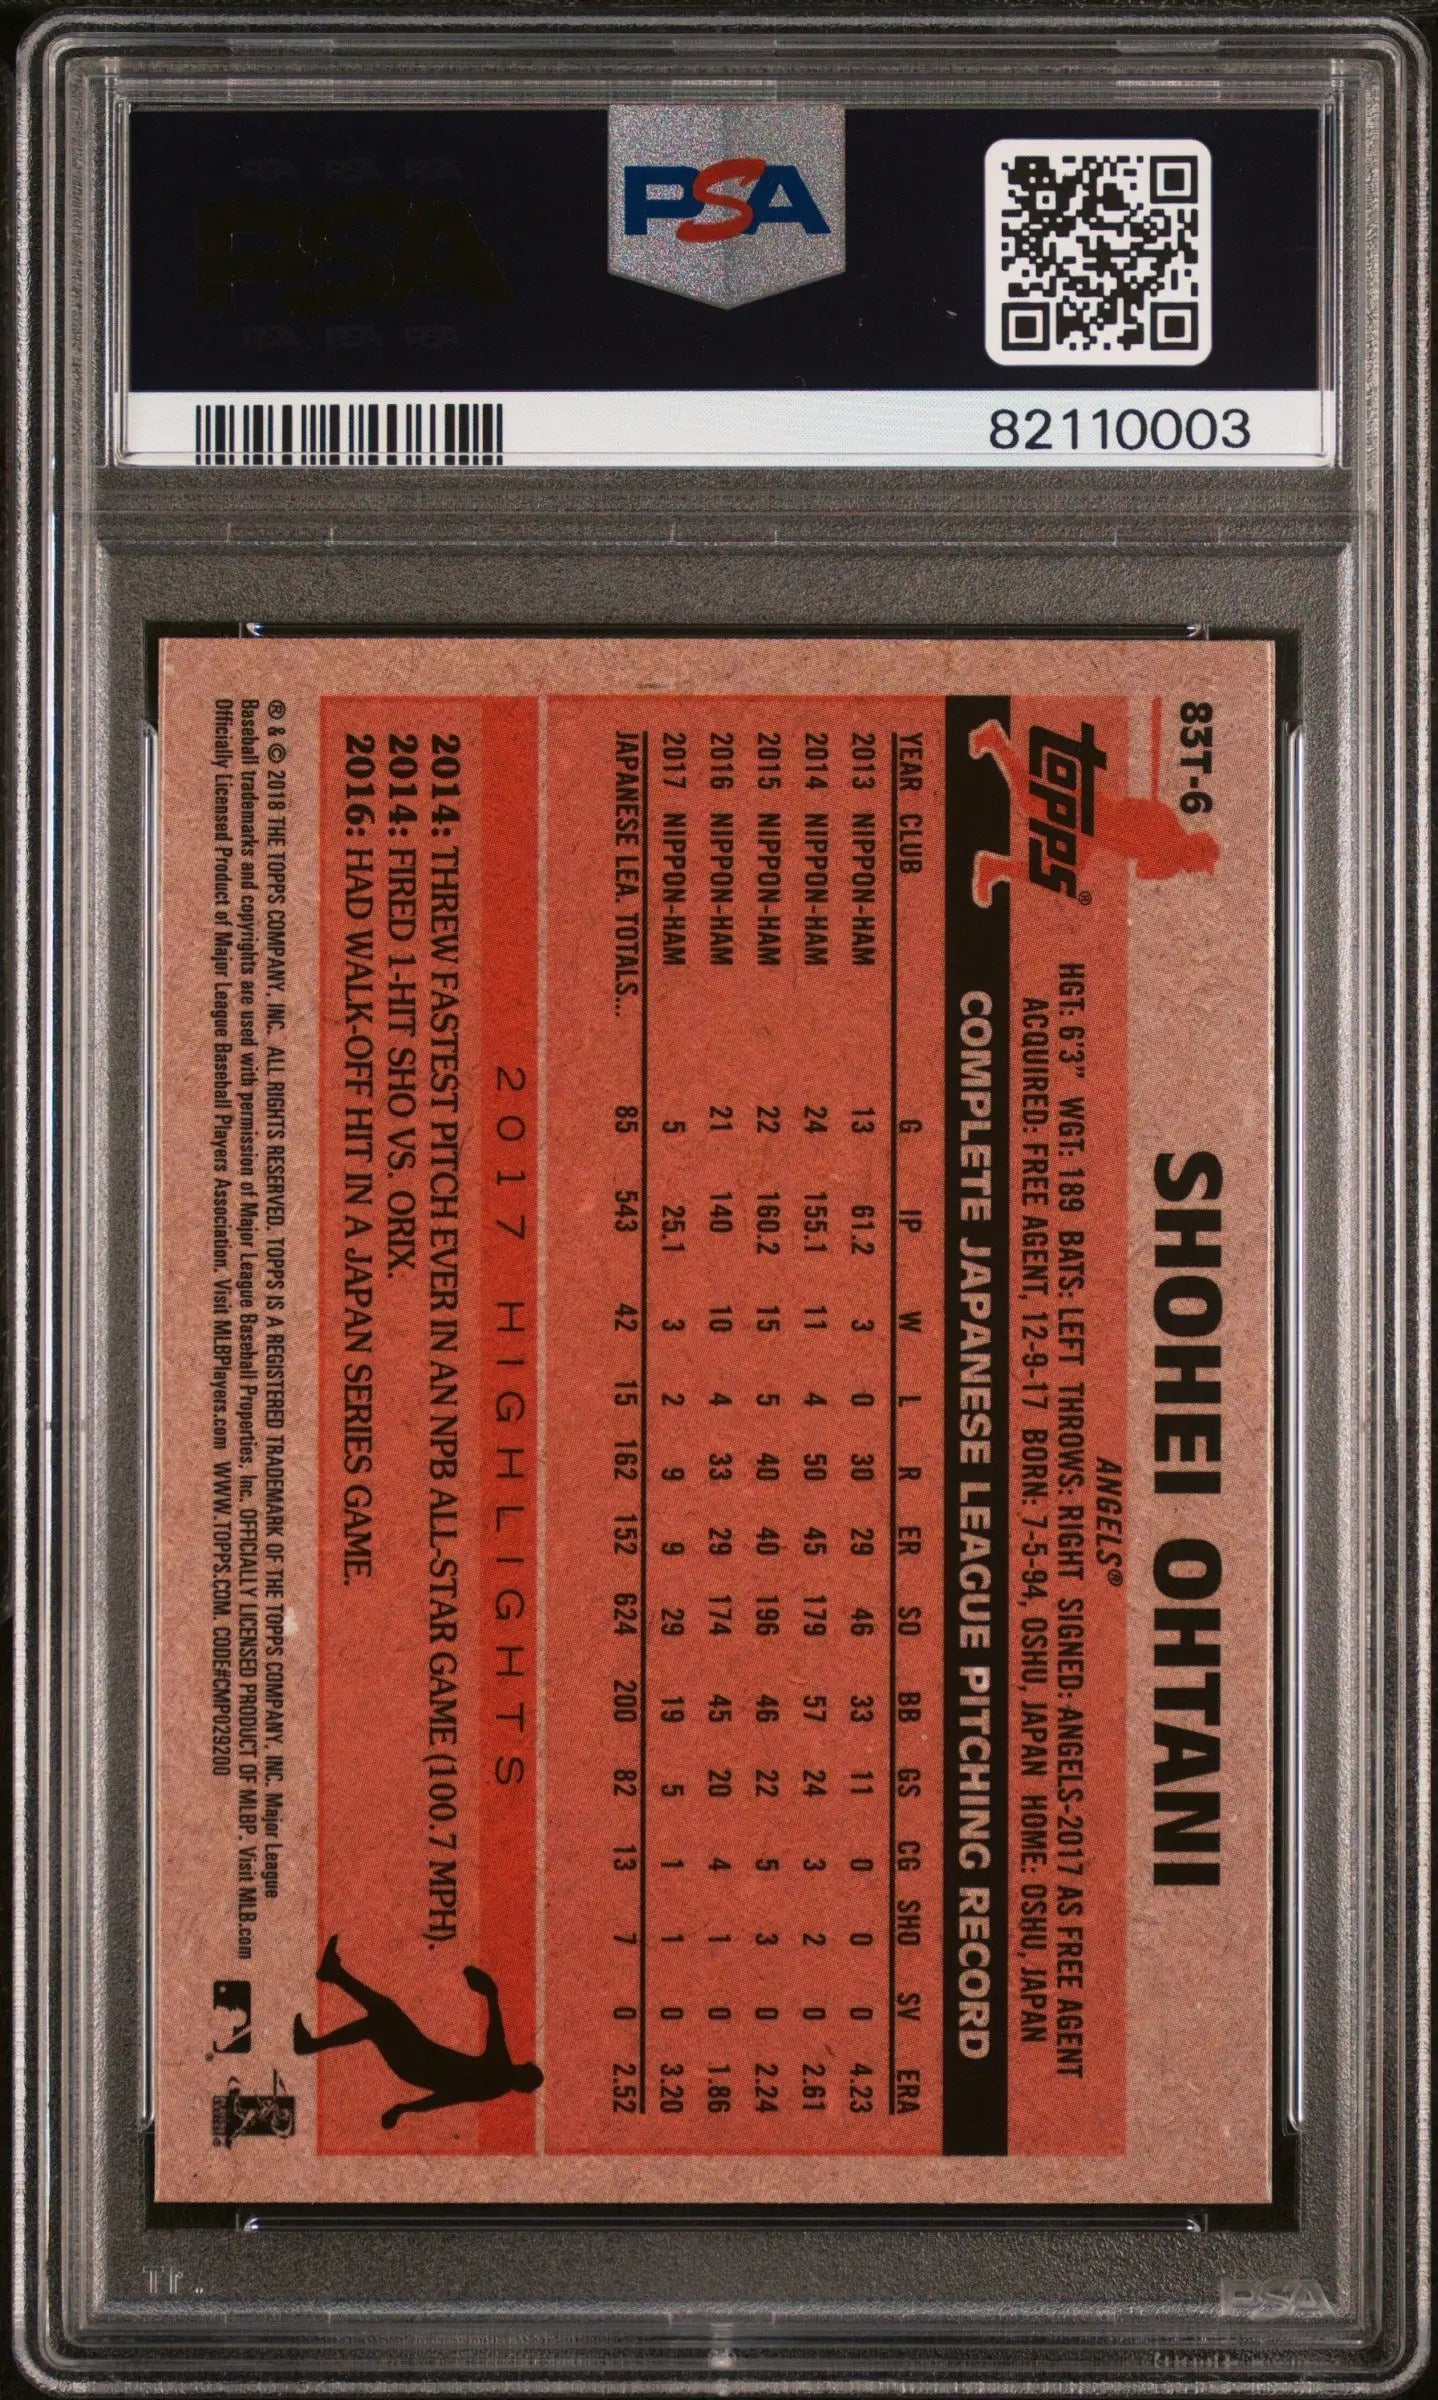 PSA PSA PSA
PSA
PSA PSA PSA
PSA
82110003
83T-6
SHOHEI OHTANI
ANGELS®
topps®
HGT: 6'3" WGT: 189 BATS: LEFT THROWS: RIGHT SIGNED: ANGELS-2017 AS FREE AGENT
ACQUIRED: FREE AGENT, 12-9-17 BORN: 7-5-94, OSHU, JAPAN HOME: OSHU, JAPAN
COMPLETE JAPANESE LEAGUE PITCHING RECORD
YEAR CLUB G IP W L R ER SO BB GS CG SHO SV ERA
2013 NIPPON-HAM 13 61.2 3 0 30 29 46 33 11 0 0 0 4.23
2014 NIPPON-HAM 24 155.1 11 4 50 45 179 57 24 3 2 0 2.61
2015 NIPPON-HAM 22 160.2 15 5 40 40 196 46 22 5 3 0 2.24
2016 NIPPON-HAM 21 140 10 4 33 29 174 45 20 4 1 0 1.86
2017 NIPPON-HAM 5 25.1 3 2 9 9 29 19 5 1 1 0 3.20
JAPANESE LEA. TOTALS... 85 543 42 15 162 152 624 200 82 13 7 0 2.52
2017 HIGHLIGHTS
2014: THREW FASTEST PITCH EVER IN AN NPB ALL-STAR GAME (100.7 MPH).
2014: FIRED 1-HIT SHO VS. ORIX.
2016: HAD WALK-OFF HIT IN A JAPAN SERIES GAME.
® & © 2018 THE TOPPS COMPANY, INC. ALL RIGHTS RESERVED. TOPPS IS A REGISTERED TRADEMARK OF THE TOPPS COMPANY, INC. Major League
Baseball trademarks and copyrights are used with permission of Major League Baseball Properties, Inc. OFFICIALLY LICENSED PRODUCT OF MLBP. Visit MLB.com
Officially Licensed Product of Major League Baseball Players Association. Visit MLBPlayers.com WWW.TOPPS.COM. CODE#CMP029200
PSA